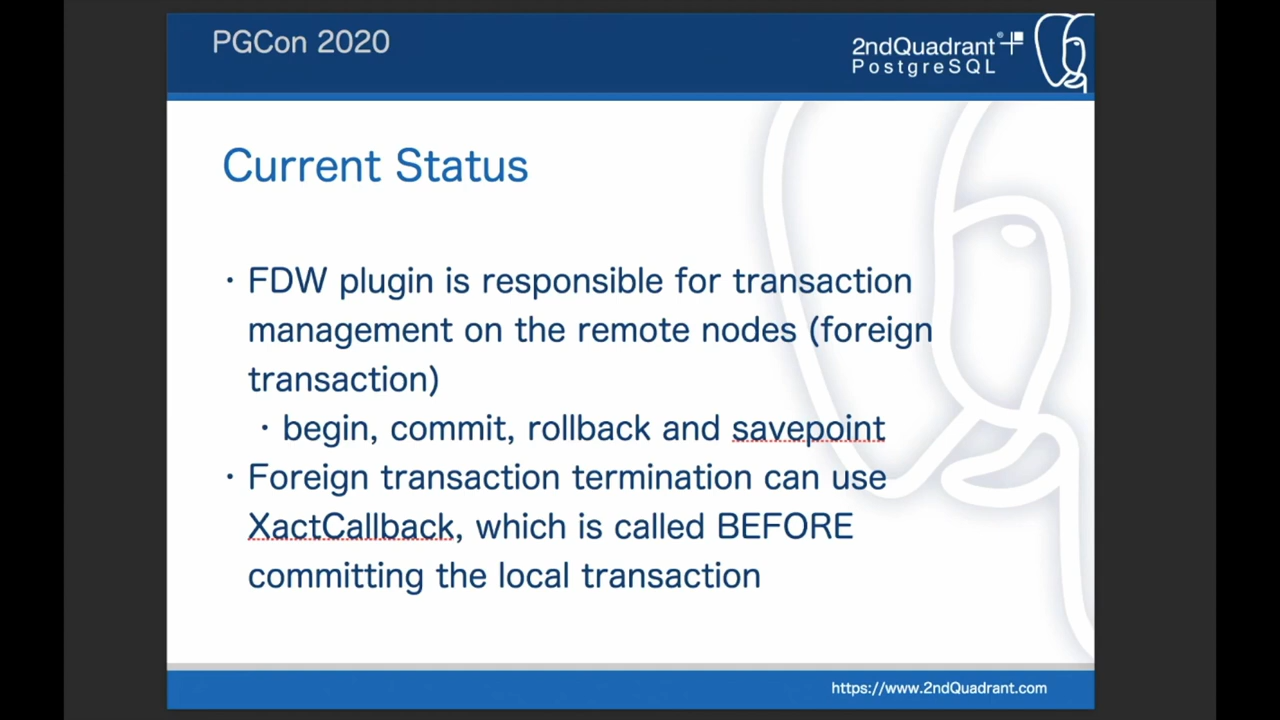 PGCon 2020
2ndQuadrant®
PostgreSQL
Current Status
· FDW plugin is responsible for transaction
management on the remote nodes (foreign
transaction)
· begin, commit, rollback and savepoint
· Foreign transaction termination can use
XactCallback, which is called BEFORE
committing the local transaction
https://www.2ndQuadrant.com